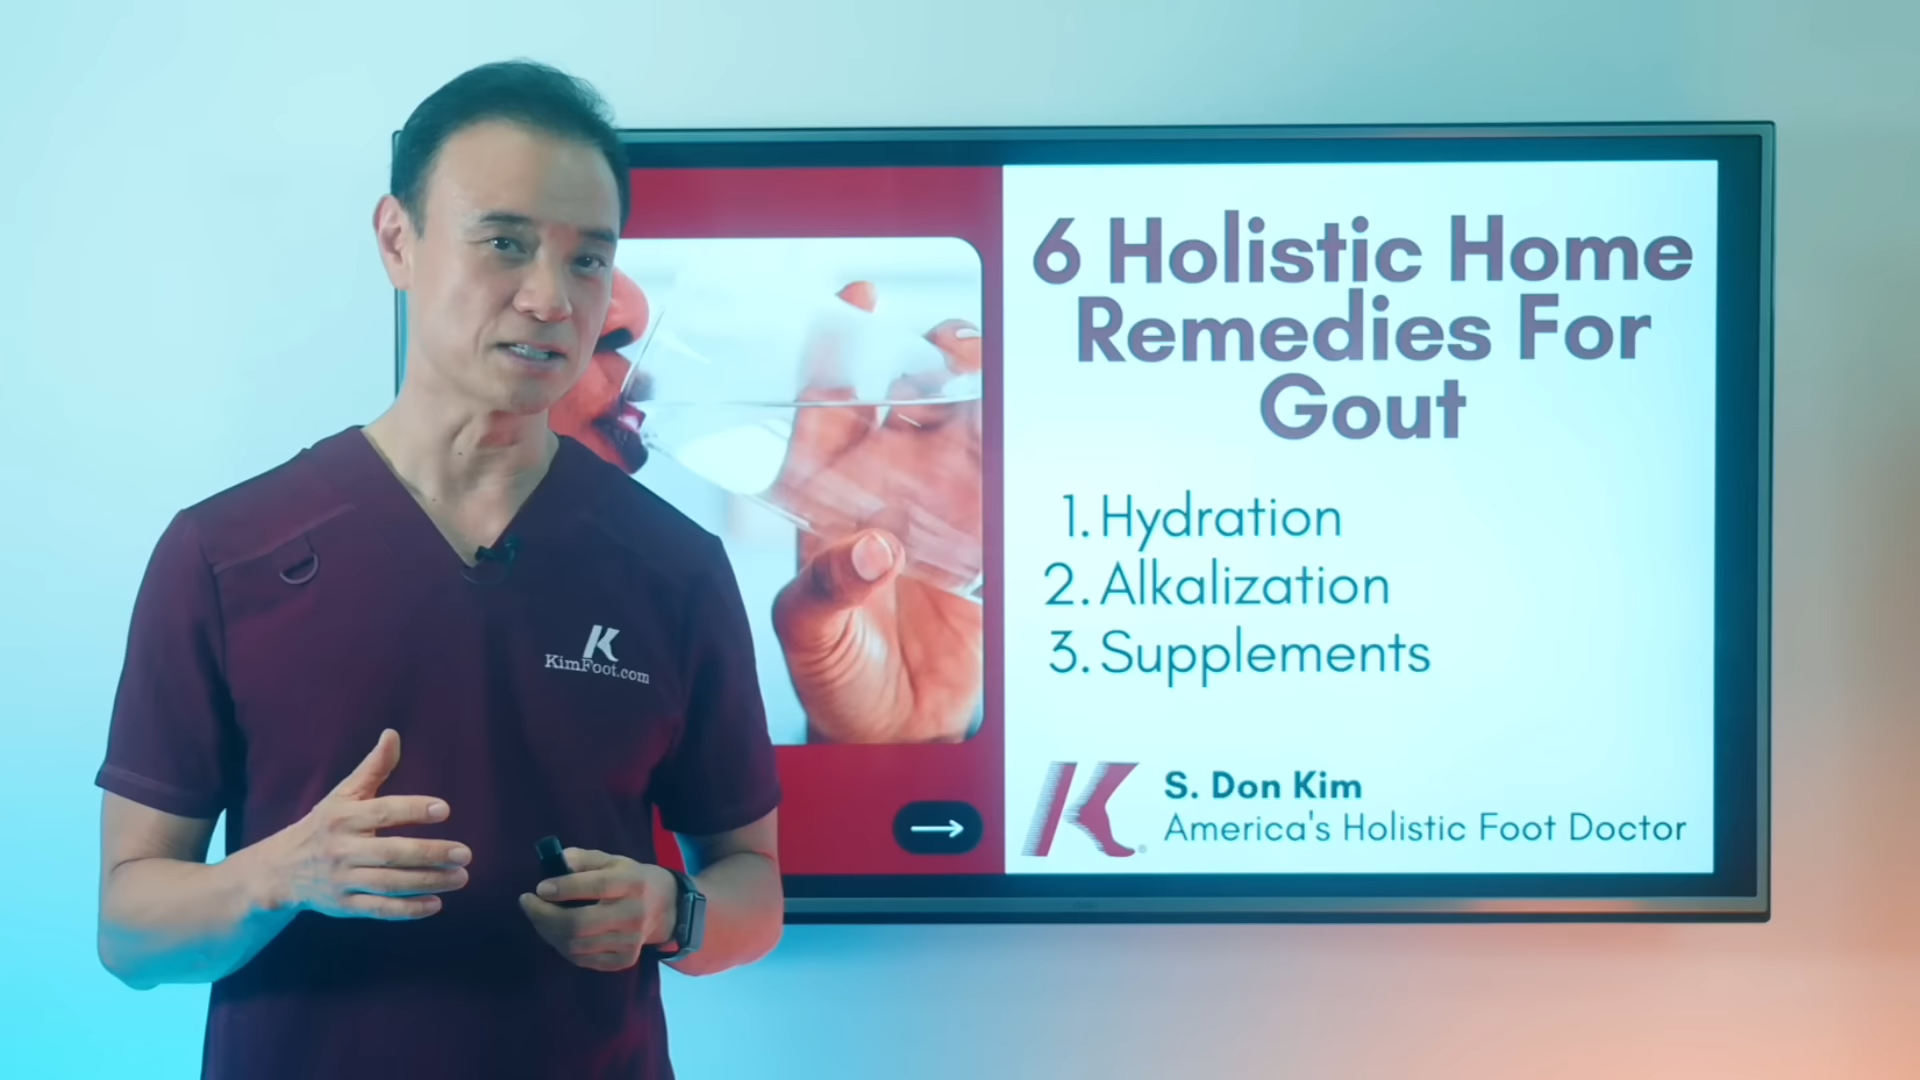 6 Holistic Home
Remedies For
Gout
1. Hydration
2. Alkalization
3. Supplements
K
KimFoot.com
K®
S. Don Kim
America's Holistic Foot Doctor